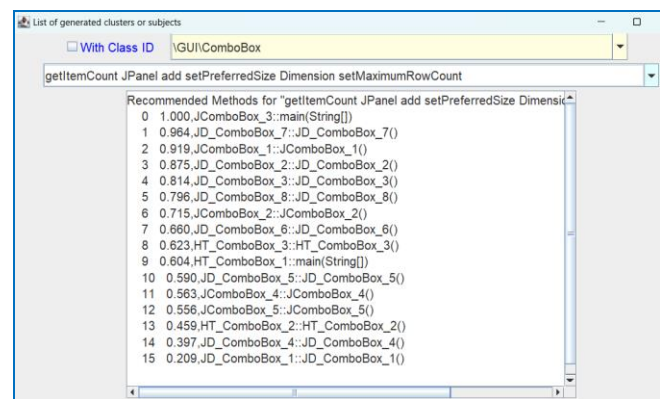 List of generated clusters or subjects
With Class ID \GUI\ComboBox
getItemCount JPanel add setPreferredSize Dimension setMaximumRowCount
Recommended Methods for "getItemCount JPanel add setPreferredSize Dimensic
0 1.000,JComboBox_3::main(String[])
1 0.964,JD_ComboBox_7::JD_ComboBox_7()
2 0.919,JComboBox_1::JComboBox_1()
3 0.875,JD_ComboBox_2::JD_ComboBox_2()
4 0.814,JD_ComboBox_3::JD_ComboBox_3()
5 0.796,JD_ComboBox_8::JD_ComboBox_8()
6 0.715,JComboBox_2::JComboBox_2()
7 0.660,JD_ComboBox_6::JD_ComboBox_6()
8 0.623,HT_ComboBox_3::HT_ComboBox_3()
9 0.604,HT_ComboBox_1::main(String[])
10 0.590,JD_ComboBox_5::JD_ComboBox_5()
11 0.563,JComboBox_4::JComboBox_4()
12 0.556,JComboBox_5::JComboBox_5()
13 0.459,HT_ComboBox_2::HT_ComboBox_2()
14 0.397,JD_ComboBox_4::JD_ComboBox_4()
15 0.209,JD_ComboBox_1::JD_ComboBox_1()